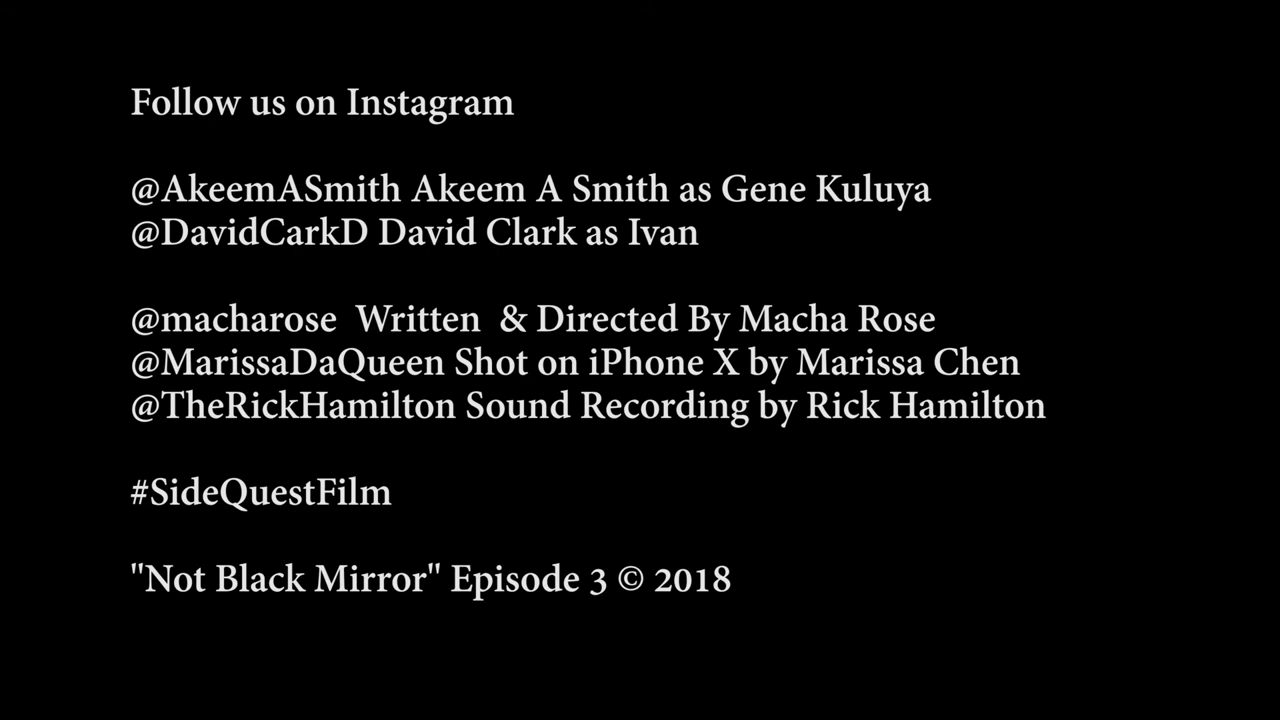 Follow us on Instagram
@AkeemASmith Akeem A Smith as Gene Kuluya
@DavidCarkD David Clark as Ivan
@macharose  Written  & Directed By Macha Rose
@MarissaDaQueen Shot on iPhone X by Marissa Chen
@TheRickHamilton Sound Recording by Rick Hamilton
#SideQuestFilm
"Not Black Mirror" Episode 3 © 2018